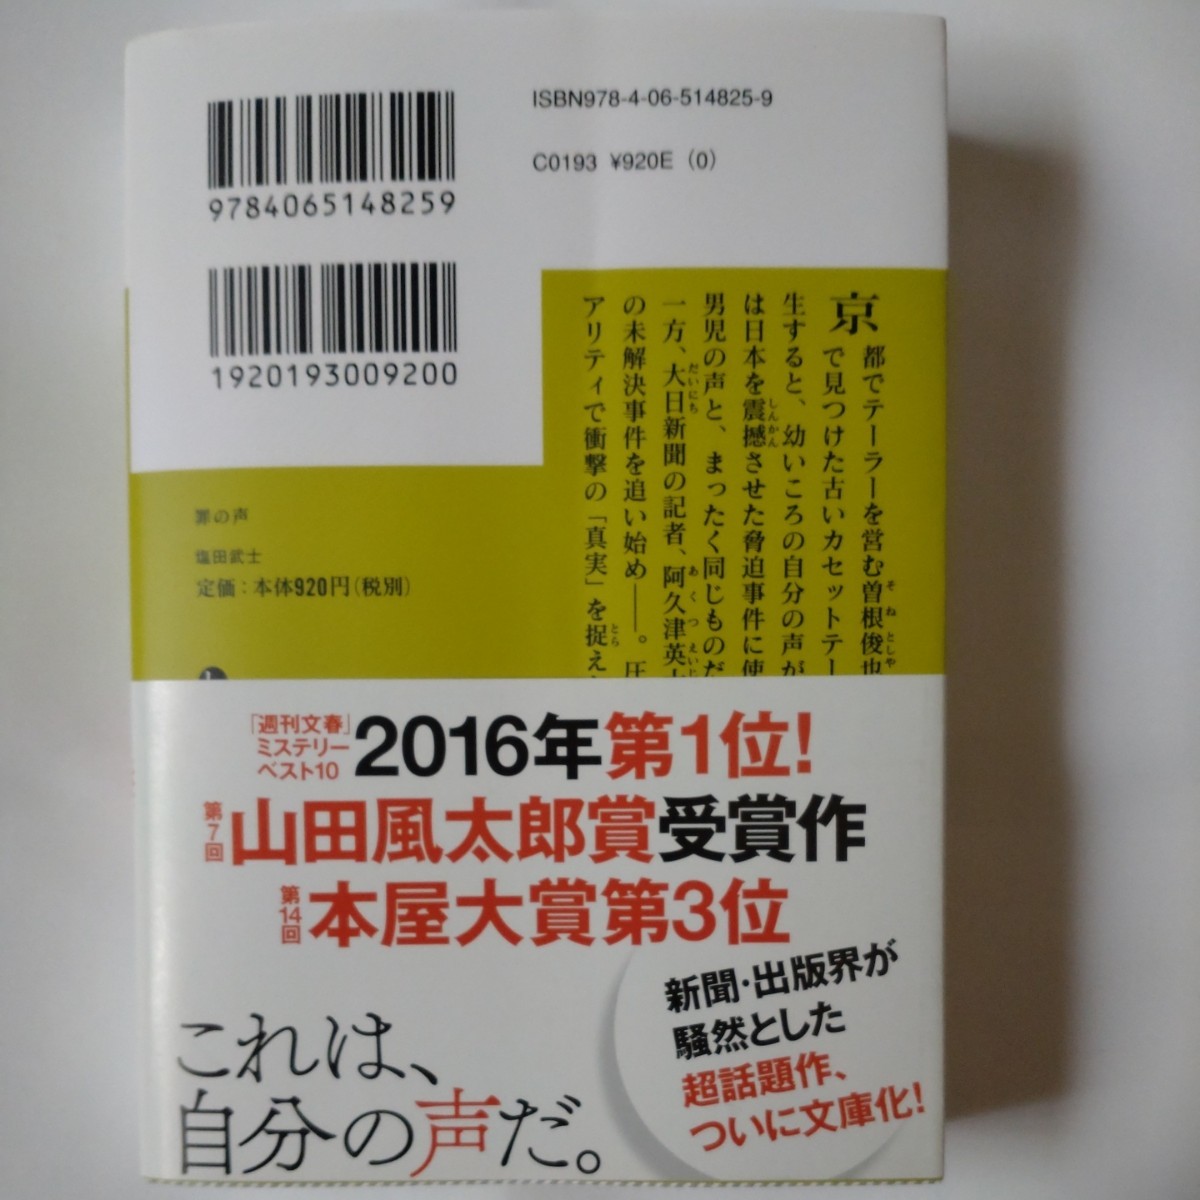 ISBN978-4-06-514825-9
C0193 ¥920E (0)
9784065148259
1920193009200
京都でテーラーを営む曽根俊也
で見つけた古いカセットテー
生すると、幼いころの自分の声が
は日本を震撼させた脅迫事件に使
男児の声と、まったく同じものだ
一方、大日新聞の記者、阿久津英士
の未解決事件を追い始め――。圧
アリティで衝撃の「真実」を捉え
罪の声
塩田武士
定価：本体920円(税別)
「週刊文春」
ミステリー
ベスト10
2016年第1位!
第7回
山田風太郎賞受賞作
第14回
本屋大賞第3位
これは、
自分の声だ。
新聞・出版界が
騒然とした
超話題作、
ついに文庫化!